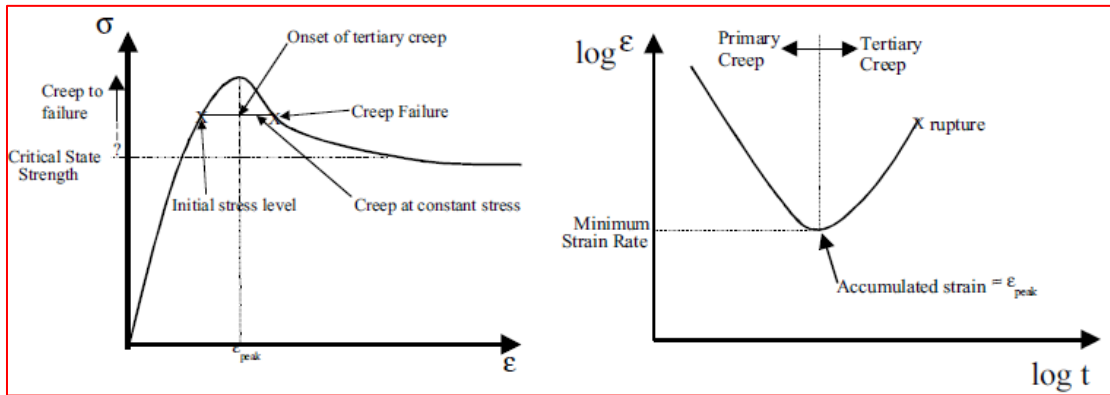 σ
Onset of tertiary creep
Creep to
failure
Creep Failure
?
Critical State
Strength
Initial stress level
Creep at constant stress
ε peak
ε
log ε
Primary
Creep
Tertiary
Creep
X rupture
Minimum
Strain Rate
Accumulated strain = ε peak
log t